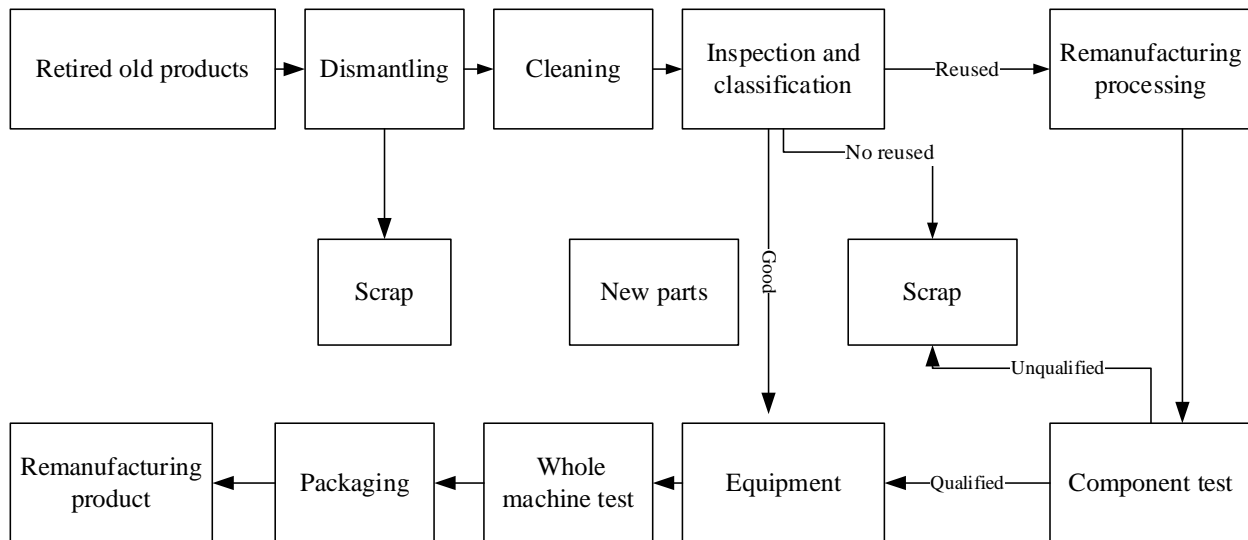 Retired old products
Dismantling
Cleaning
Inspection and
classification
Reused
Remanufacturing
processing
No reused
Good
Scrap
New parts
Scrap
Unqualified
Remanufacturing
product
Packaging
Whole
machine test
Equipment
Qualified
Component test